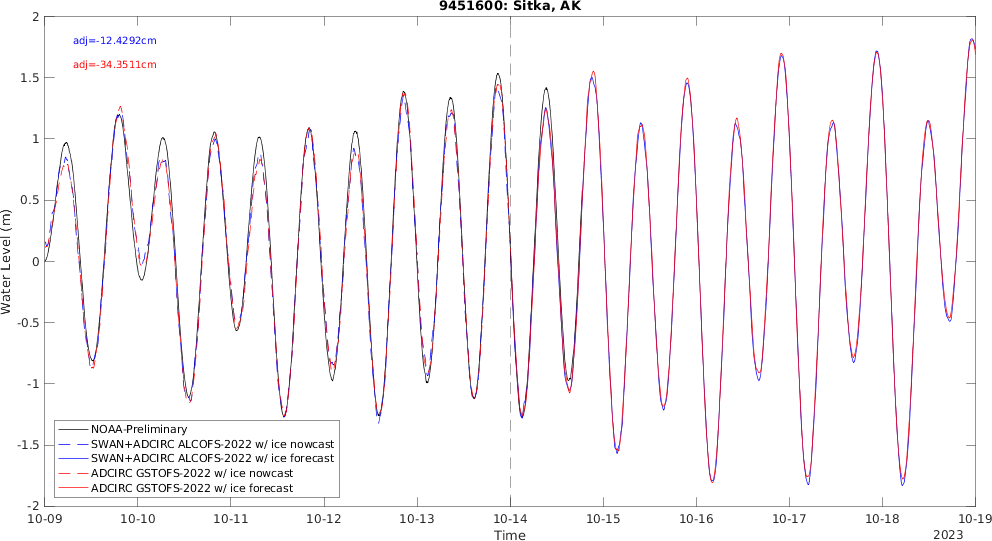 9451600: Sitka, AK
adj=-12.4292cm
adj=-34.3511cm
Water Level (m)
2
1.5
1
0.5
0
-0.5
-1
-1.5
-2
NOAA-Preliminary
SWAN+ADCIRC ALCOFS-2022 w/ ice nowcast
SWAN+ADCIRC ALCOFS-2022 w/ ice forecast
ADCIRC GSTOFS-2022 w/ ice nowcast
ADCIRC GSTOFS-2022 w/ ice forecast
10-09 10-10 10-11 10-12 10-13 10-14 10-15 10-16 10-17 10-18 10-19
Time
2023